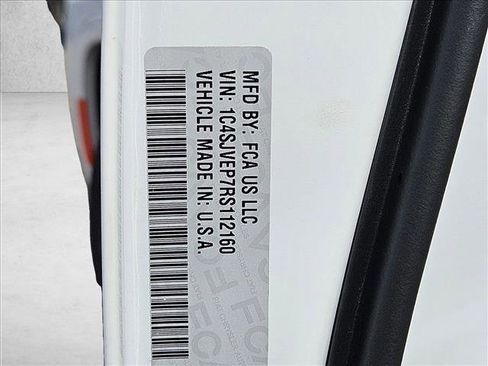 MFD BY: FCA US LLC
VIN: 1C4SJVEP7RS112160
VEHICLE MADE IN: U.S.A.